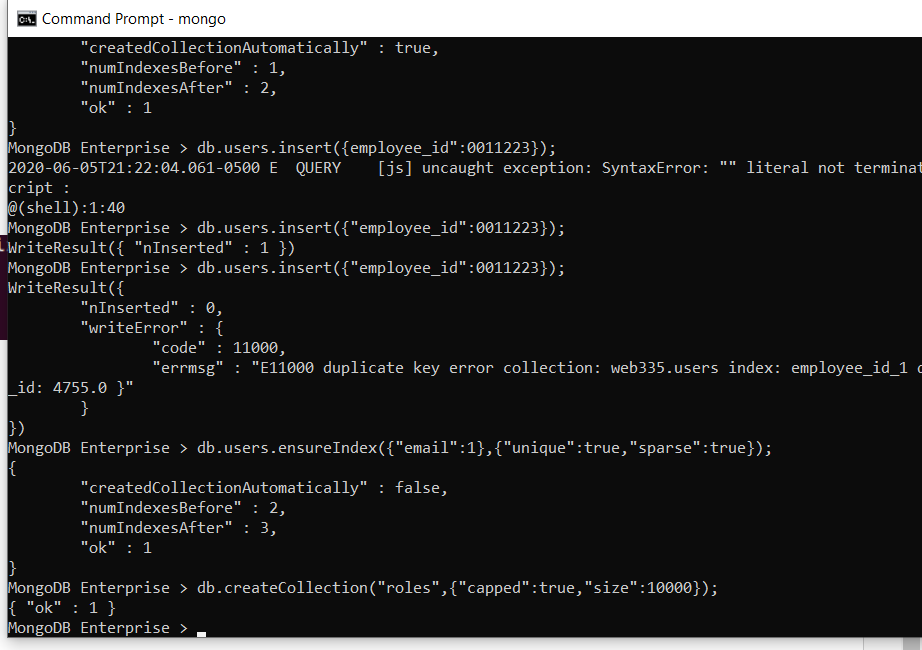 Command Prompt - mongo
"createdCollectionAutomatically" : true,
"numIndexesBefore" : 1,
"numIndexesAfter" : 2,
"ok" : 1
}
MongoDB Enterprise > db.users.insert({employee_id":0011223});
2020-06-05T21:22:04.061-0500 E  QUERY    [js] uncaught exception: SyntaxError: "" literal not terminat
cript :
@(shell):1:40
MongoDB Enterprise > db.users.insert({"employee_id":0011223});
WriteResult({ "nInserted" : 1 })
MongoDB Enterprise > db.users.insert({"employee_id":0011223});
WriteResult({
"nInserted" : 0,
"writeError" : {
"code" : 11000,
"errmsg" : "E11000 duplicate key error collection: web335.users index: employee_id_1 d
_id: 4755.0 }"
}
})
MongoDB Enterprise > db.users.ensureIndex({"email":1},{"unique":true,"sparse":true});
{
"createdCollectionAutomatically" : false,
"numIndexesBefore" : 2,
"numIndexesAfter" : 3,
"ok" : 1
}
MongoDB Enterprise > db.createCollection("roles",{"capped":true,"size":10000});
{ "ok" : 1 }
MongoDB Enterprise >